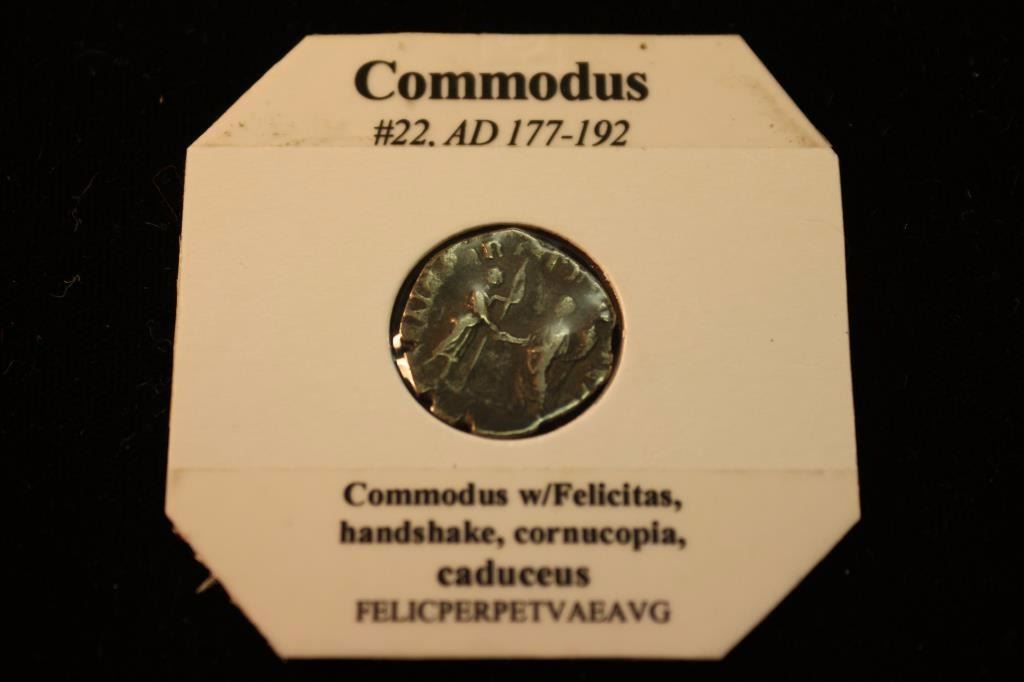 Commodus
#22. AD 177-192
Commodus w/Felicitas,
handshake, cornucopia,
caduceus
FELICPERPETVAEAVG